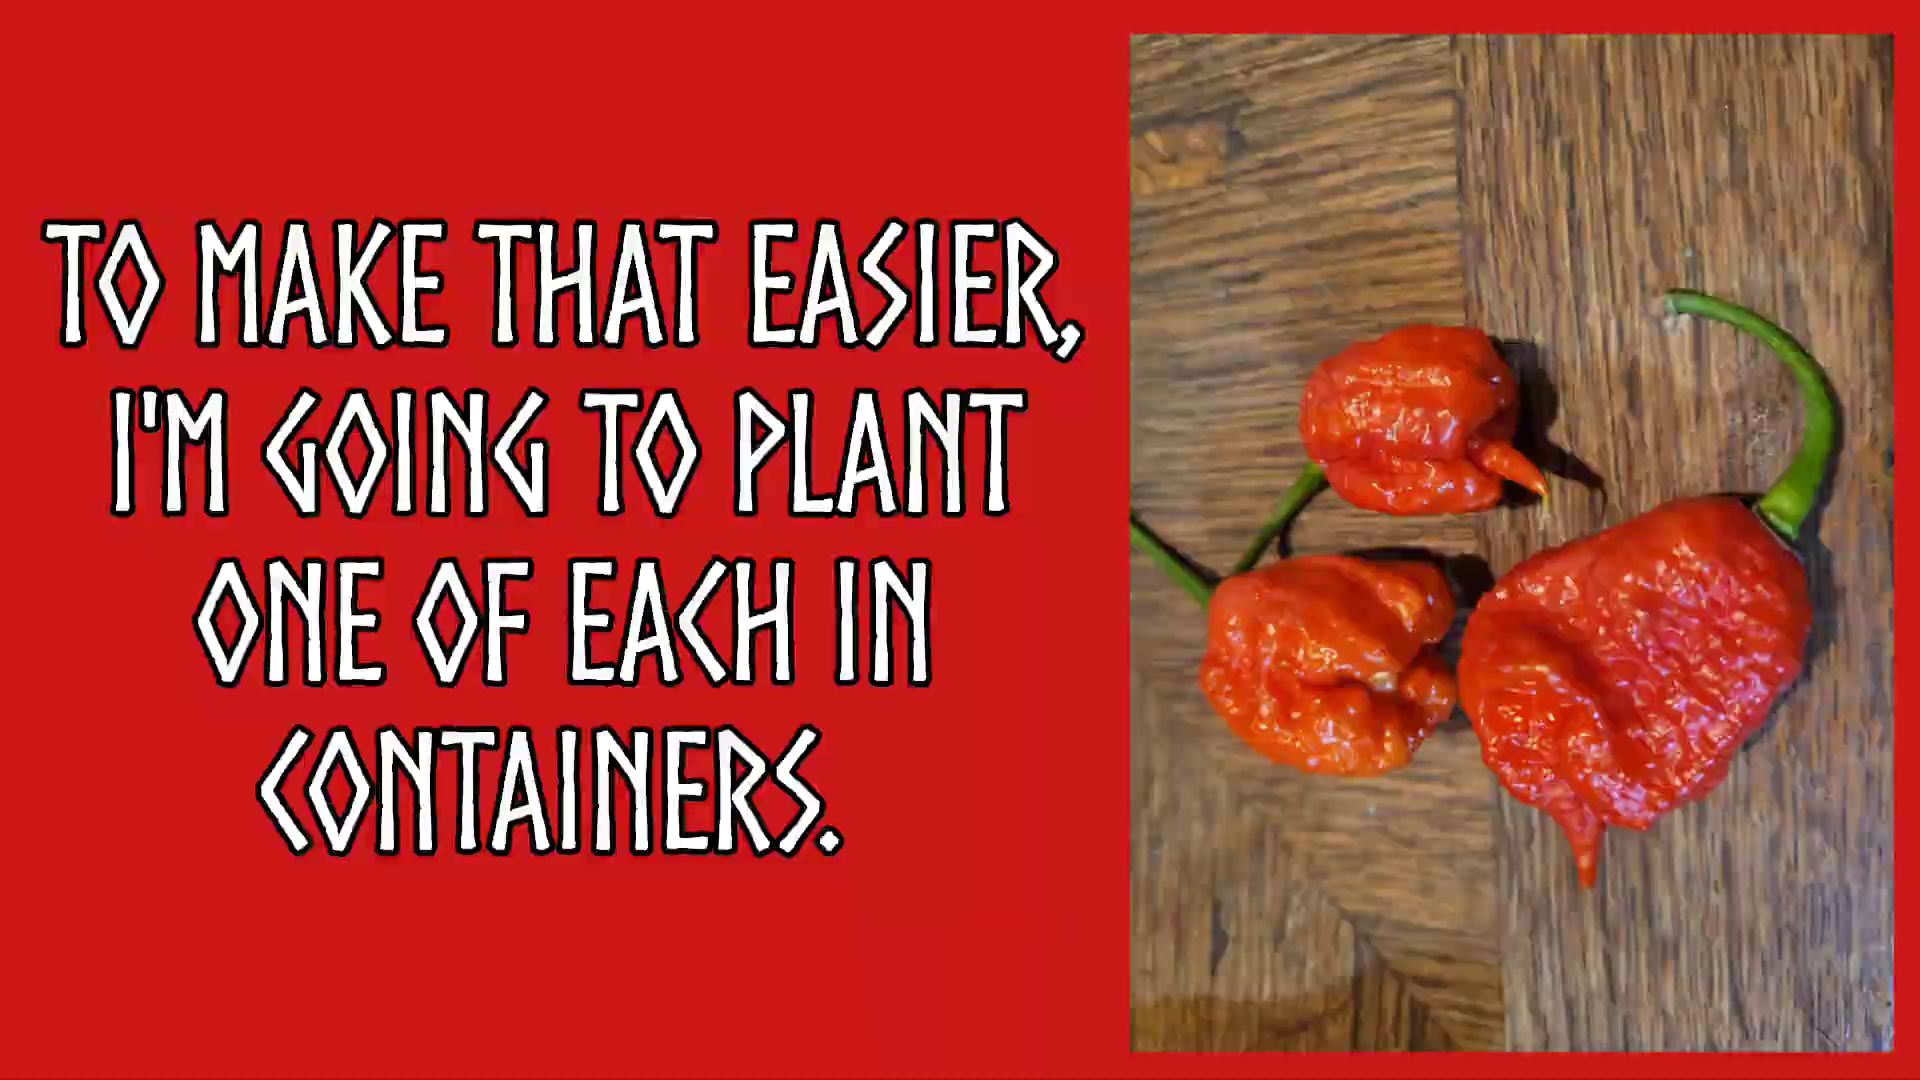 TO MAKE THAT EASIER,
I'M GOING TO PLANT
ONE OF EACH IN
CONTAINERS.